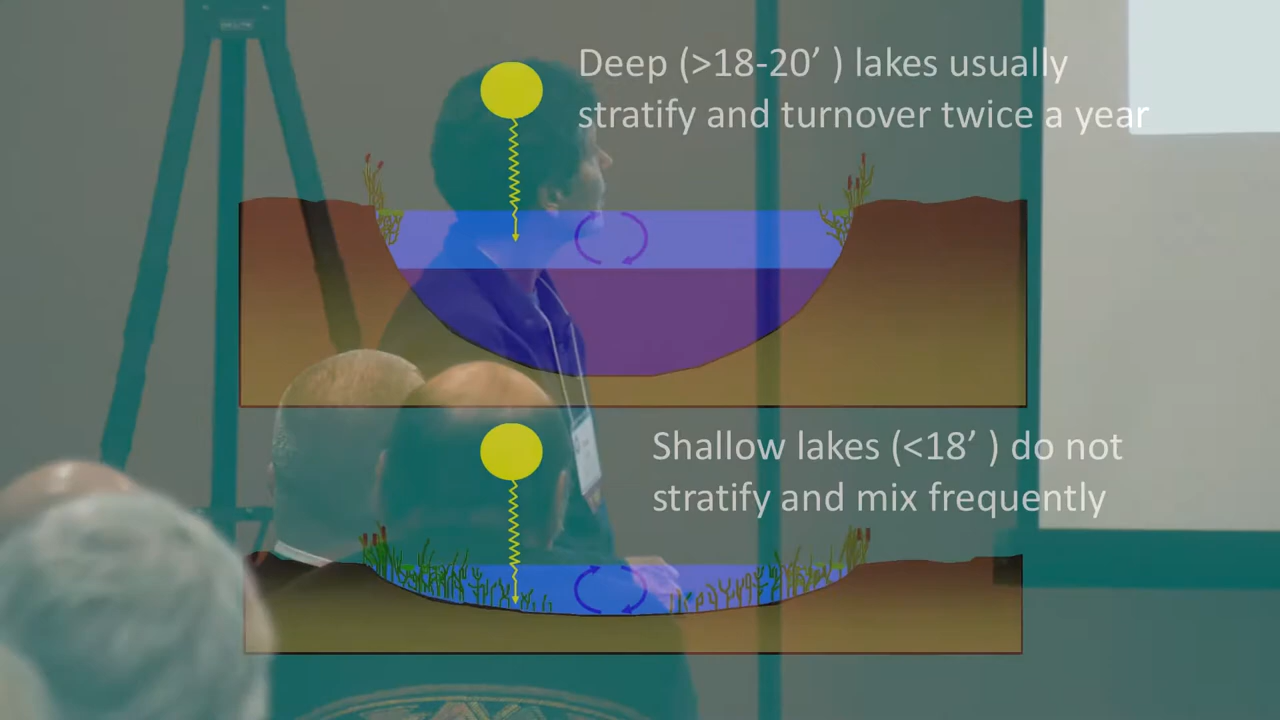 Deep (>18-20’ ) lakes usually
stratify and turnover twice a year
Shallow lakes (<18’ ) do not
stratify and mix frequently